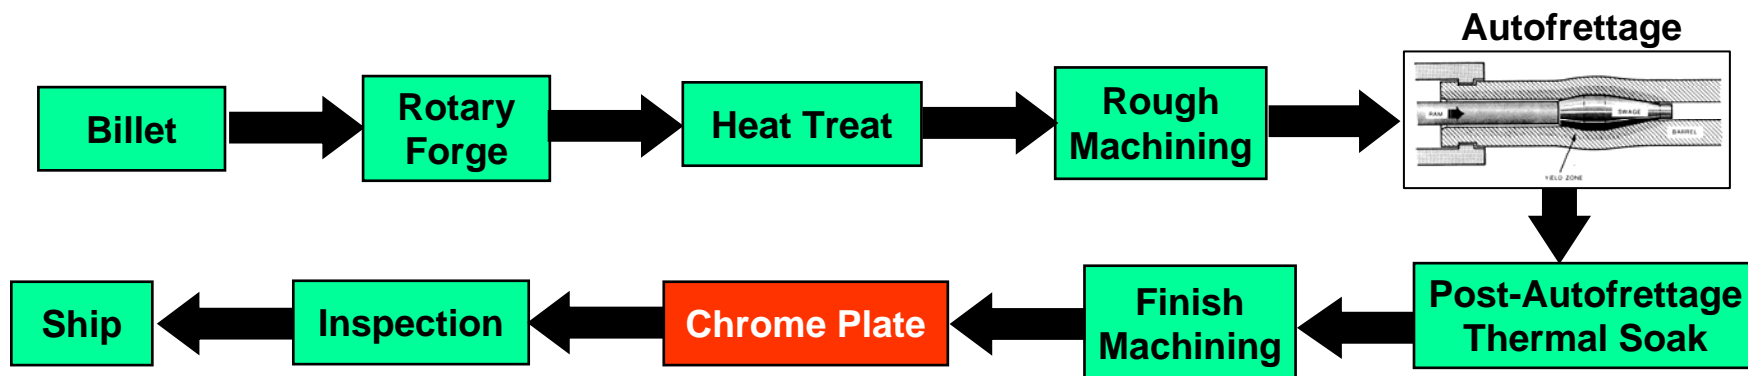 Autofrettage
Billet
Rotary
Forge
Heat Treat
Rough
Machining
RAM
SWAGE
BARREL
YIELD ZONE
Post-Autofrettage
Thermal Soak
Finish
Machining
Chrome Plate
Inspection
Ship